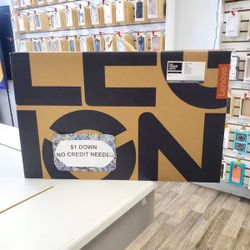 LEGION
Lenovo
$1 DOWN
NO CREDIT NEEDED